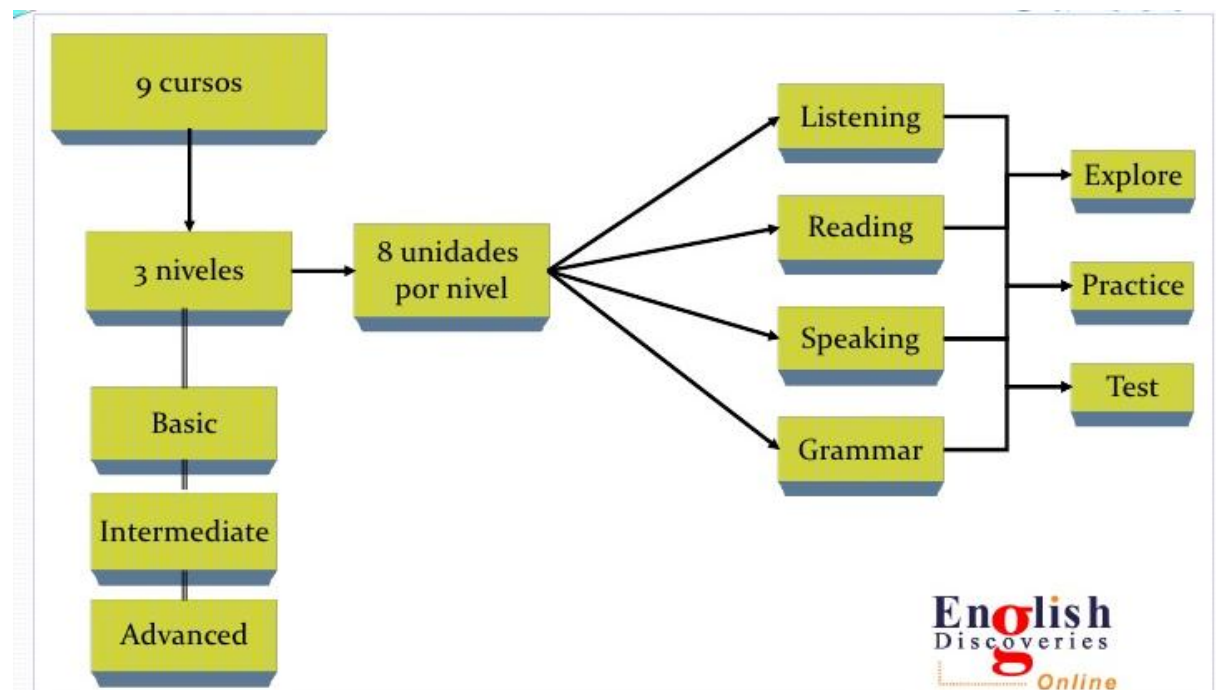 9 cursos
3 niveles
8 unidades
por nivel
Basic
Intermediate
Advanced
Listening
Reading
Speaking
Grammar
Explore
Practice
Test
English
Discoveries
Online